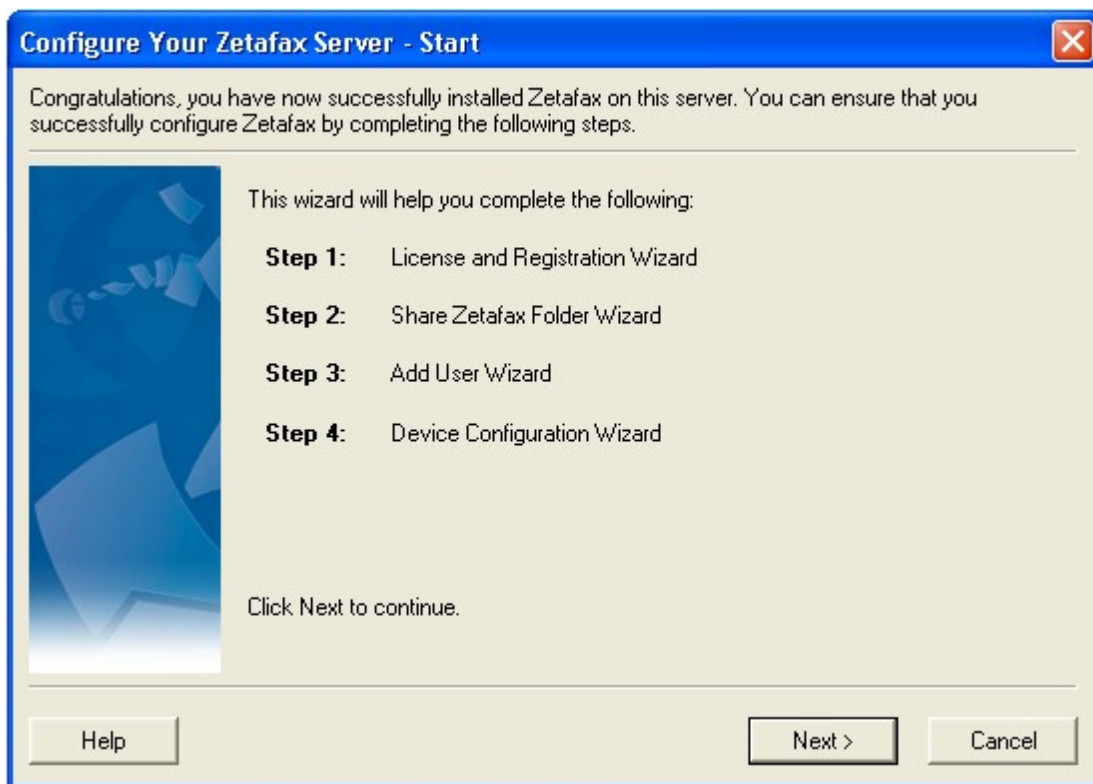 Configure Your Zetafax Server - Start
Congratulations, you have now successfully installed Zetafax on this server. You can ensure that you
successfully configure Zetafax by completing the following steps.
This wizard will help you complete the following:
Step 1: License and Registration Wizard
Step 2: Share Zetafax Folder Wizard
Step 3: Add User Wizard
Step 4: Device Configuration Wizard
Click Next to continue.
Help Next > Cancel